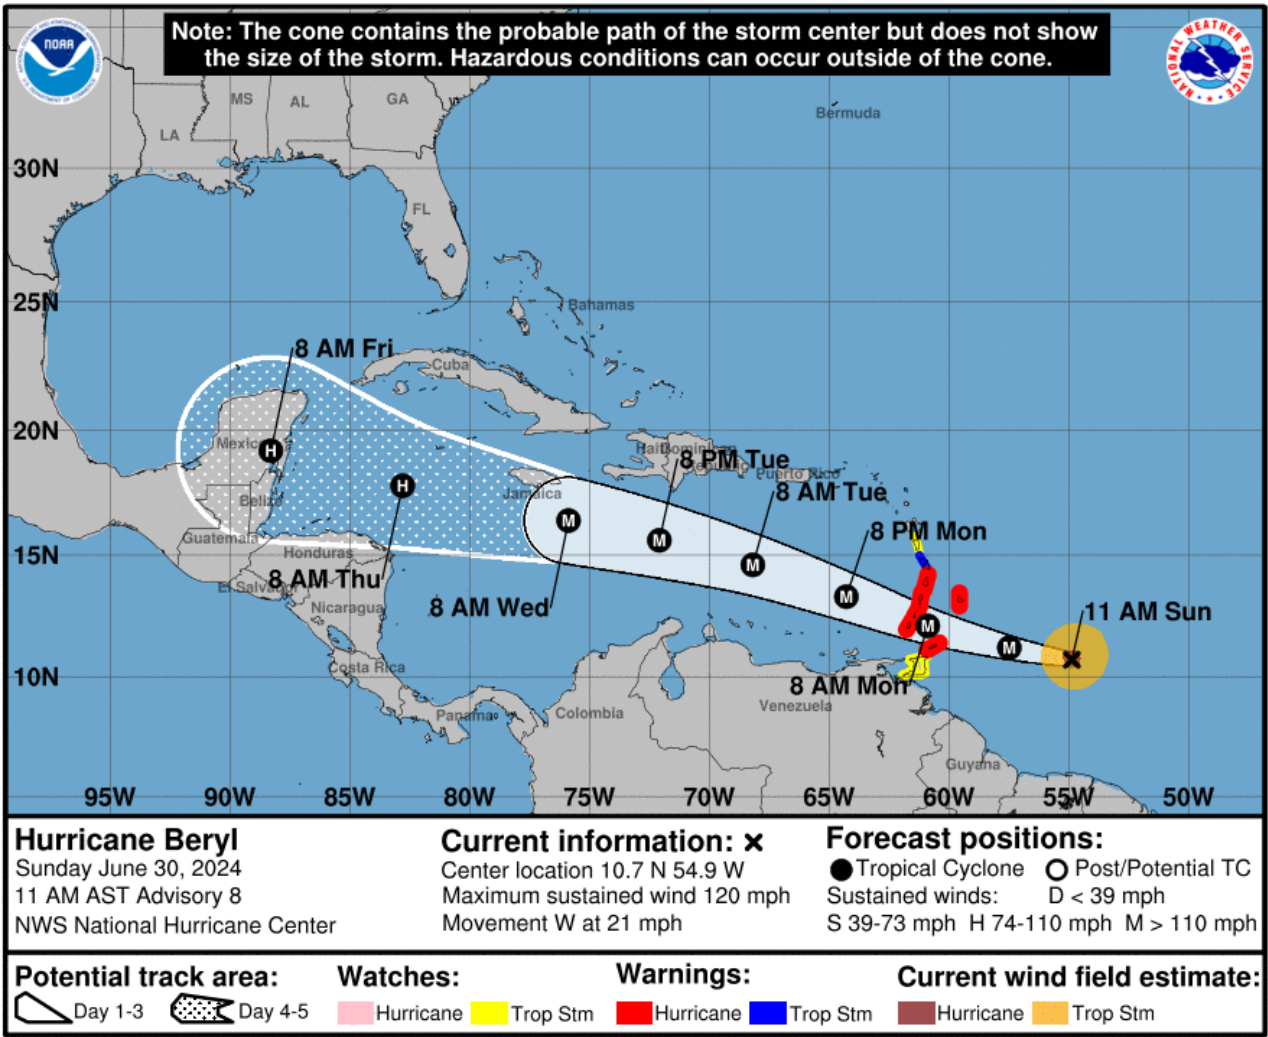 Note: The cone contains the probable path of the storm center but does not show
the size of the storm. Hazardous conditions can occur outside of the cone.
NOAA
NATIONAL WEATHER SERVICE
Bermuda
MS
AL
GA
LA
30N
FL
25N
Bahamas
8 AM Fri
Cuba
20N
Mexico
Haiti
Dominican
Republic
8 PM Tue
Puerto Rico
Jamaica
8 AM Tue
Belize
H
H
M
M
M
M
M
M
8 PM Mon
Guatemala
15N
Honduras
8 AM Thu
El Salvador
Nicaragua
8 AM Wed
11 AM Sun
Costa Rica
10N
8 AM Mon
Panama
Colombia
Venezuela
Guyana
95W 90W 85W 80W 75W 70W 65W 60W 55W 50W
Hurricane Beryl
Sunday June 30, 2024
11 AM AST Advisory 8
NWS National Hurricane Center
Current information: x
Center location 10.7 N 54.9 W
Maximum sustained wind 120 mph
Movement W at 21 mph
Forecast positions:
Tropical Cyclone Post/Potential TC
Sustained winds: D < 39 mph
S 39-73 mph H 74-110 mph M > 110 mph
Potential track area:
Day 1-3 Day 4-5
Watches:
Hurricane Trop Stm
Warnings:
Hurricane Trop Stm
Current wind field estimate:
Hurricane Trop Stm